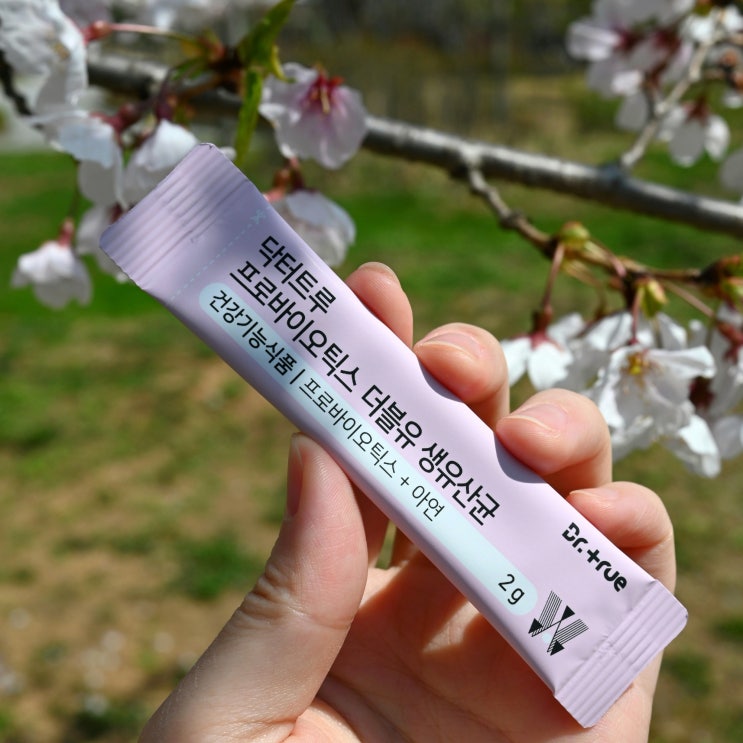 닥터트루
프로바이오틱스 더블유 생유산균
건강기능식품 | 프로바이오틱스 + 아연
2 g
Dr.true
W